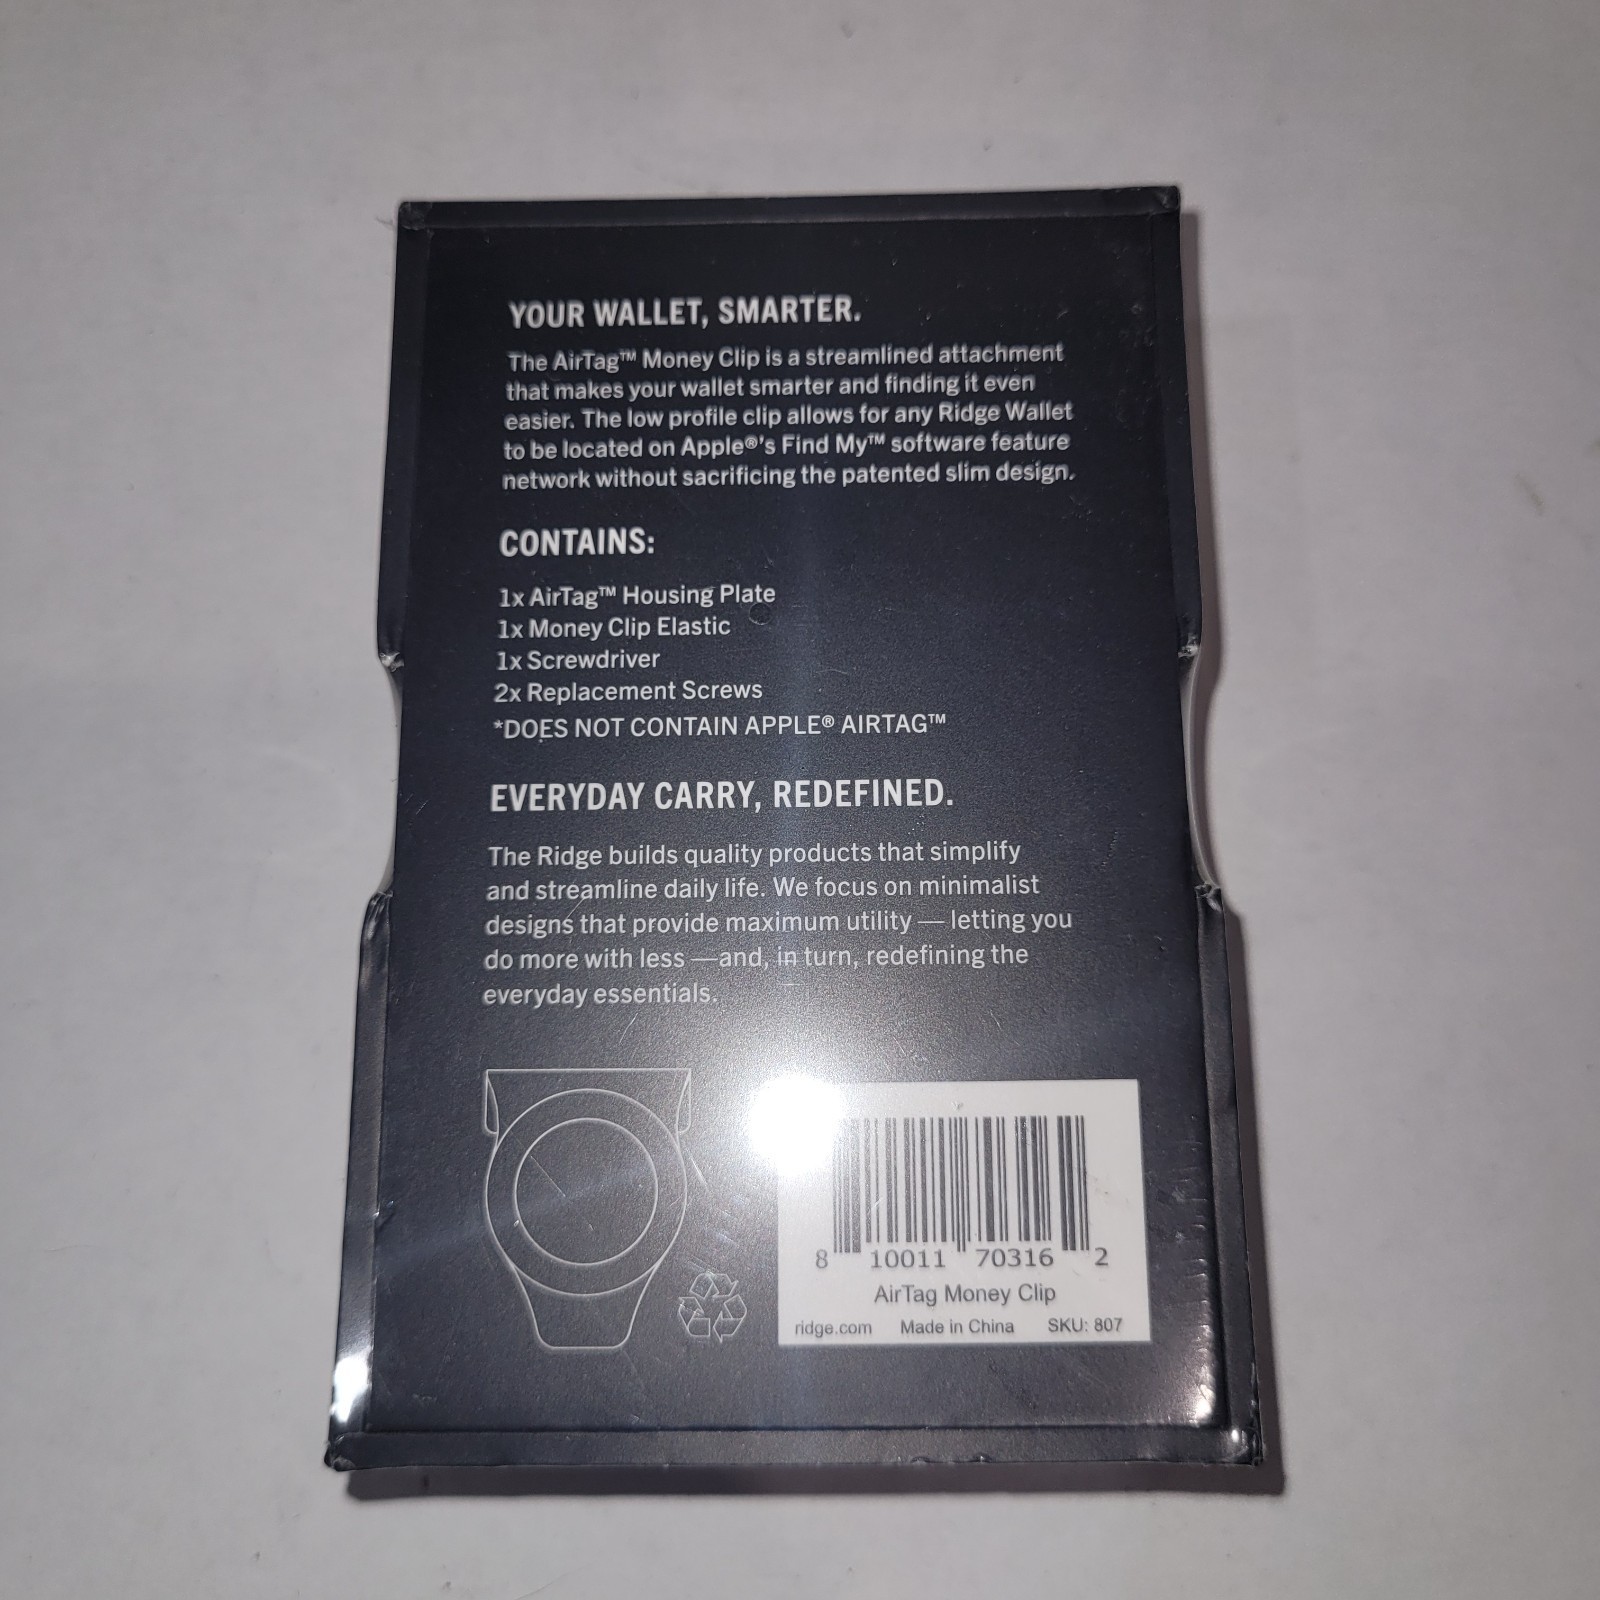 YOUR WALLET, SMARTER.
The AirTag™ Money Clip is a streamlined attachment
that makes your wallet smarter and finding it even
easier. The low profile clip allows for any Ridge Wallet
to be located on Apple®'s Find My™ software feature
network without sacrificing the patented slim design.
CONTAINS:
1x AirTag™ Housing Plate
1x Money Clip Elastic
1x Screwdriver
2x Replacement Screws
*DOES NOT CONTAIN APPLE® AIRTAG™
EVERYDAY CARRY, REDEFINED.
The Ridge builds quality products that simplify
and streamline daily life. We focus on minimalist
designs that provide maximum utility — letting you
do more with less —and, in turn, redefining the
everyday essentials.
8 10011 70316 2
AirTag Money Clip
ridge.com Made in China SKU: 807